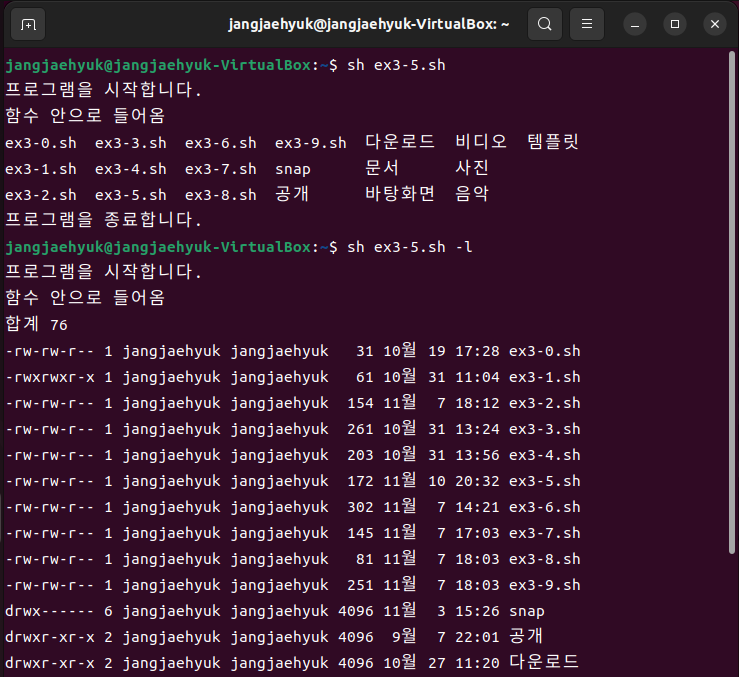 jangjaehyuk@jangjaehyuk-VirtualBox: ~
jangjaehyuk@jangjaehyuk-VirtualBox:~$ sh ex3-5.sh
프로그램을 시작합니다.
함수 안으로 들어옴
ex3-0.sh  ex3-3.sh  ex3-6.sh  ex3-9.sh  다운로드  비디오  템플릿
ex3-1.sh  ex3-4.sh  ex3-7.sh  snap      문서      사진
ex3-2.sh  ex3-5.sh  ex3-8.sh  공개      바탕화면  음악
프로그램을 종료합니다.
jangjaehyuk@jangjaehyuk-VirtualBox:~$ sh ex3-5.sh -l
프로그램을 시작합니다.
함수 안으로 들어옴
합계 76
-rw-rw-r-- 1 jangjaehyuk jangjaehyuk   31 10월 19 17:28 ex3-0.sh
-rwxrwxr-x 1 jangjaehyuk jangjaehyuk   61 10월 31 11:04 ex3-1.sh
-rw-rw-r-- 1 jangjaehyuk jangjaehyuk  154 11월  7 18:12 ex3-2.sh
-rw-rw-r-- 1 jangjaehyuk jangjaehyuk  261 10월 31 13:24 ex3-3.sh
-rw-rw-r-- 1 jangjaehyuk jangjaehyuk  203 10월 31 13:56 ex3-4.sh
-rw-rw-r-- 1 jangjaehyuk jangjaehyuk  172 11월 10 20:32 ex3-5.sh
-rw-rw-r-- 1 jangjaehyuk jangjaehyuk  302 11월  7 14:21 ex3-6.sh
-rw-rw-r-- 1 jangjaehyuk jangjaehyuk  145 11월  7 17:03 ex3-7.sh
-rw-rw-r-- 1 jangjaehyuk jangjaehyuk   81 11월  7 18:03 ex3-8.sh
-rw-rw-r-- 1 jangjaehyuk jangjaehyuk  251 11월  7 18:03 ex3-9.sh
drwx------ 6 jangjaehyuk jangjaehyuk 4096 11월  3 15:26 snap
drwxr-xr-x 2 jangjaehyuk jangjaehyuk 4096  9월  7 22:01 공개
drwxr-xr-x 2 jangjaehyuk jangjaehyuk 4096 10월 27 11:20 다운로드